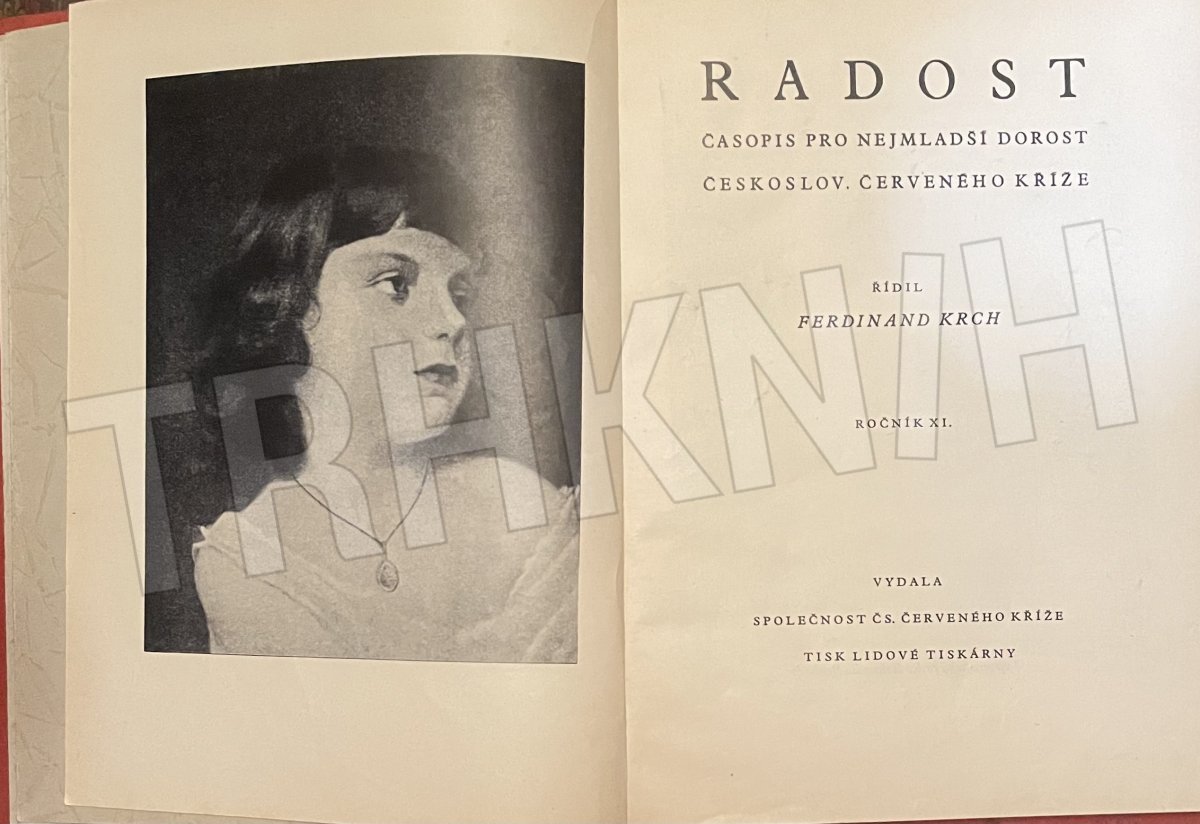 RADOST
ČASOPIS PRO NEJMLADŠÍ DOROST
ČESKOSLOV. ČERVENÉHO KŘÍŽE
ŘÍDIL
FERDINAND KRCH
ROČNÍK XI.
VYDALA
SPOLEČNOST ČS. ČERVENÉHO KŘÍŽE
TISK LIDOVÉ TISKÁRNY
TRHKNIH